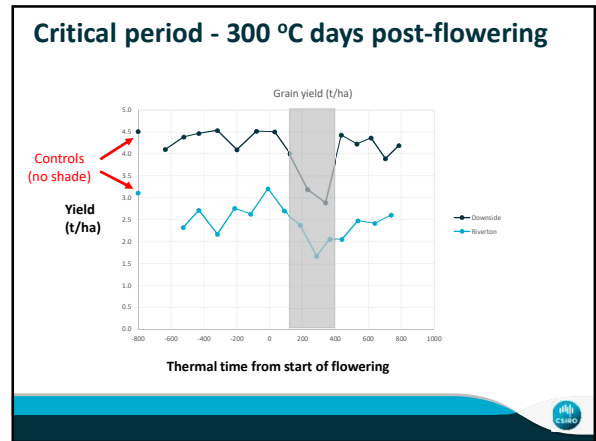 Critical period - 300 °C days post-flowering
Grain yield (t/ha)
5.0
4.5
4.0
3.5
3.0
2.5
2.0
1.5
1.0
0.5
0.0
Controls
(no shade)
Yield
(t/ha)
Downside
Riverton
-800 -600 -400 -200 0 200 400 600 800 1000
Thermal time from start of flowering
CSIRO